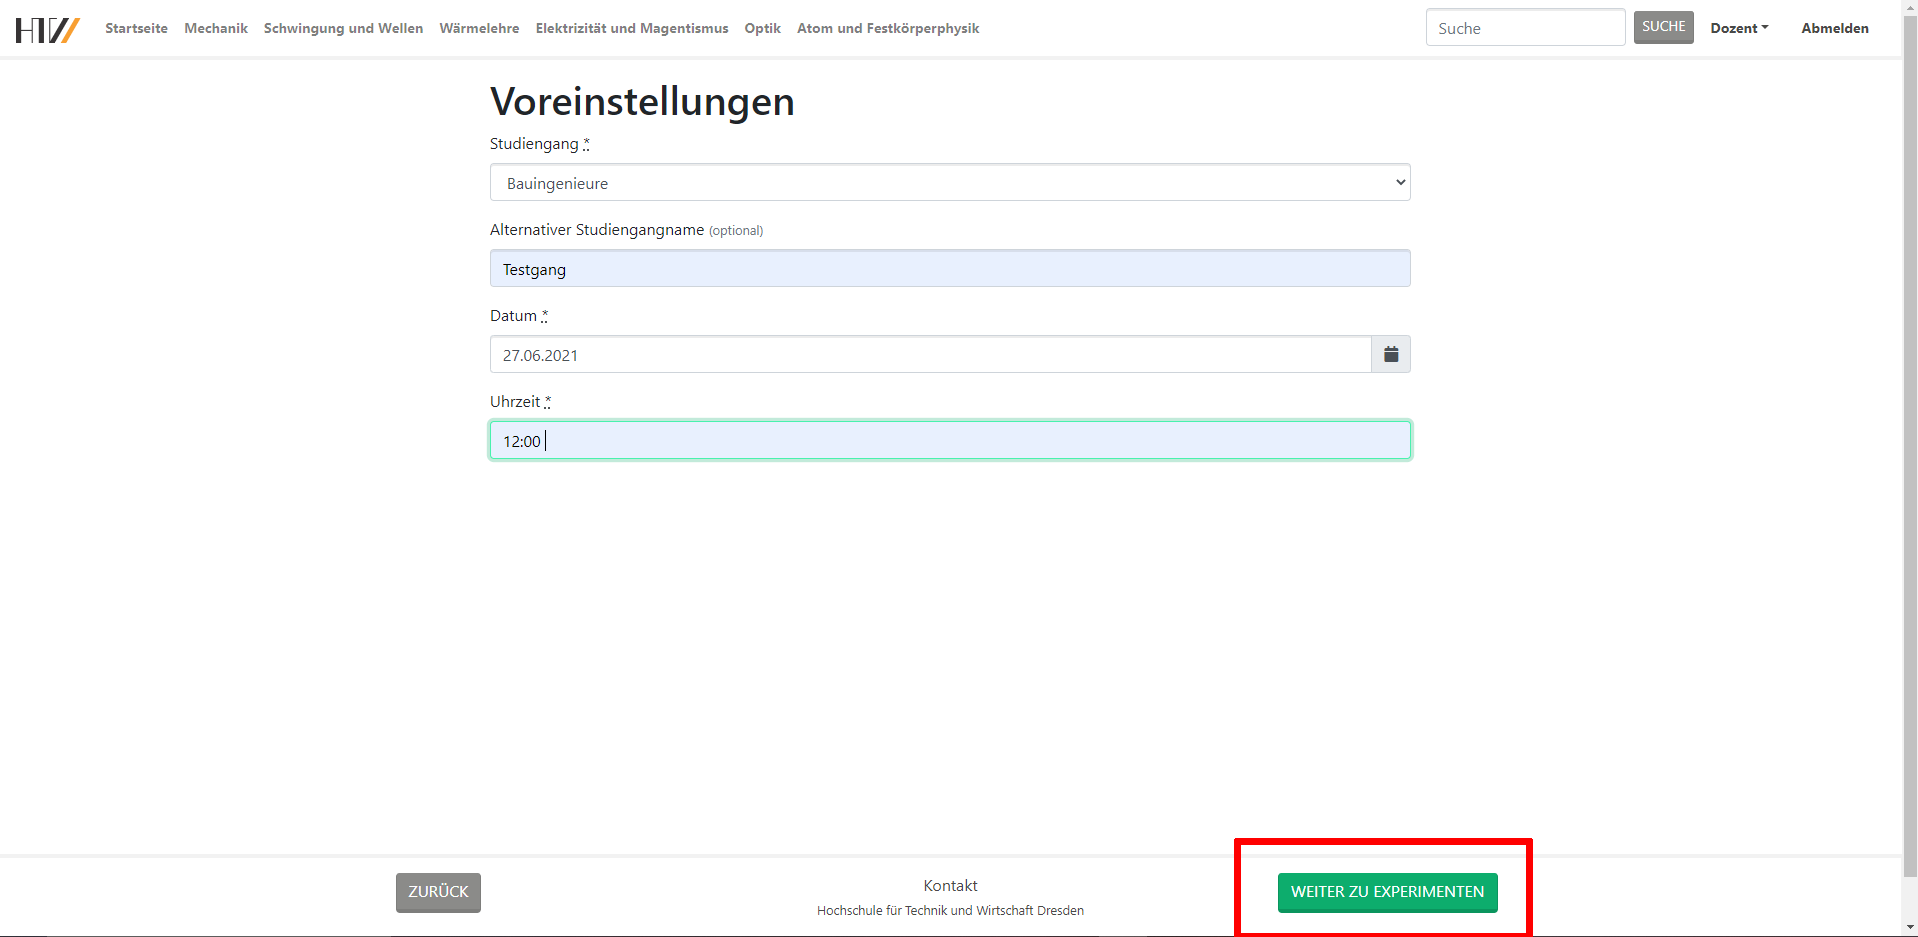 HTW Startseite Mechanik Schwingung und Wellen Wärmelehre Elektrizität und Magentismus Optik Atom und Festkörperphysik Suche SUCHE Dozent Abmelden
Voreinstellungen
Studiengang *
Bauingenieure
Alternativer Studiengangname (optional)
Testgang
Datum *
27.06.2021
Uhrzeit *
12:00
ZURÜCK
Kontakt
Hochschule für Technik und Wirtschaft Dresden
WEITER ZU EXPERIMENTEN